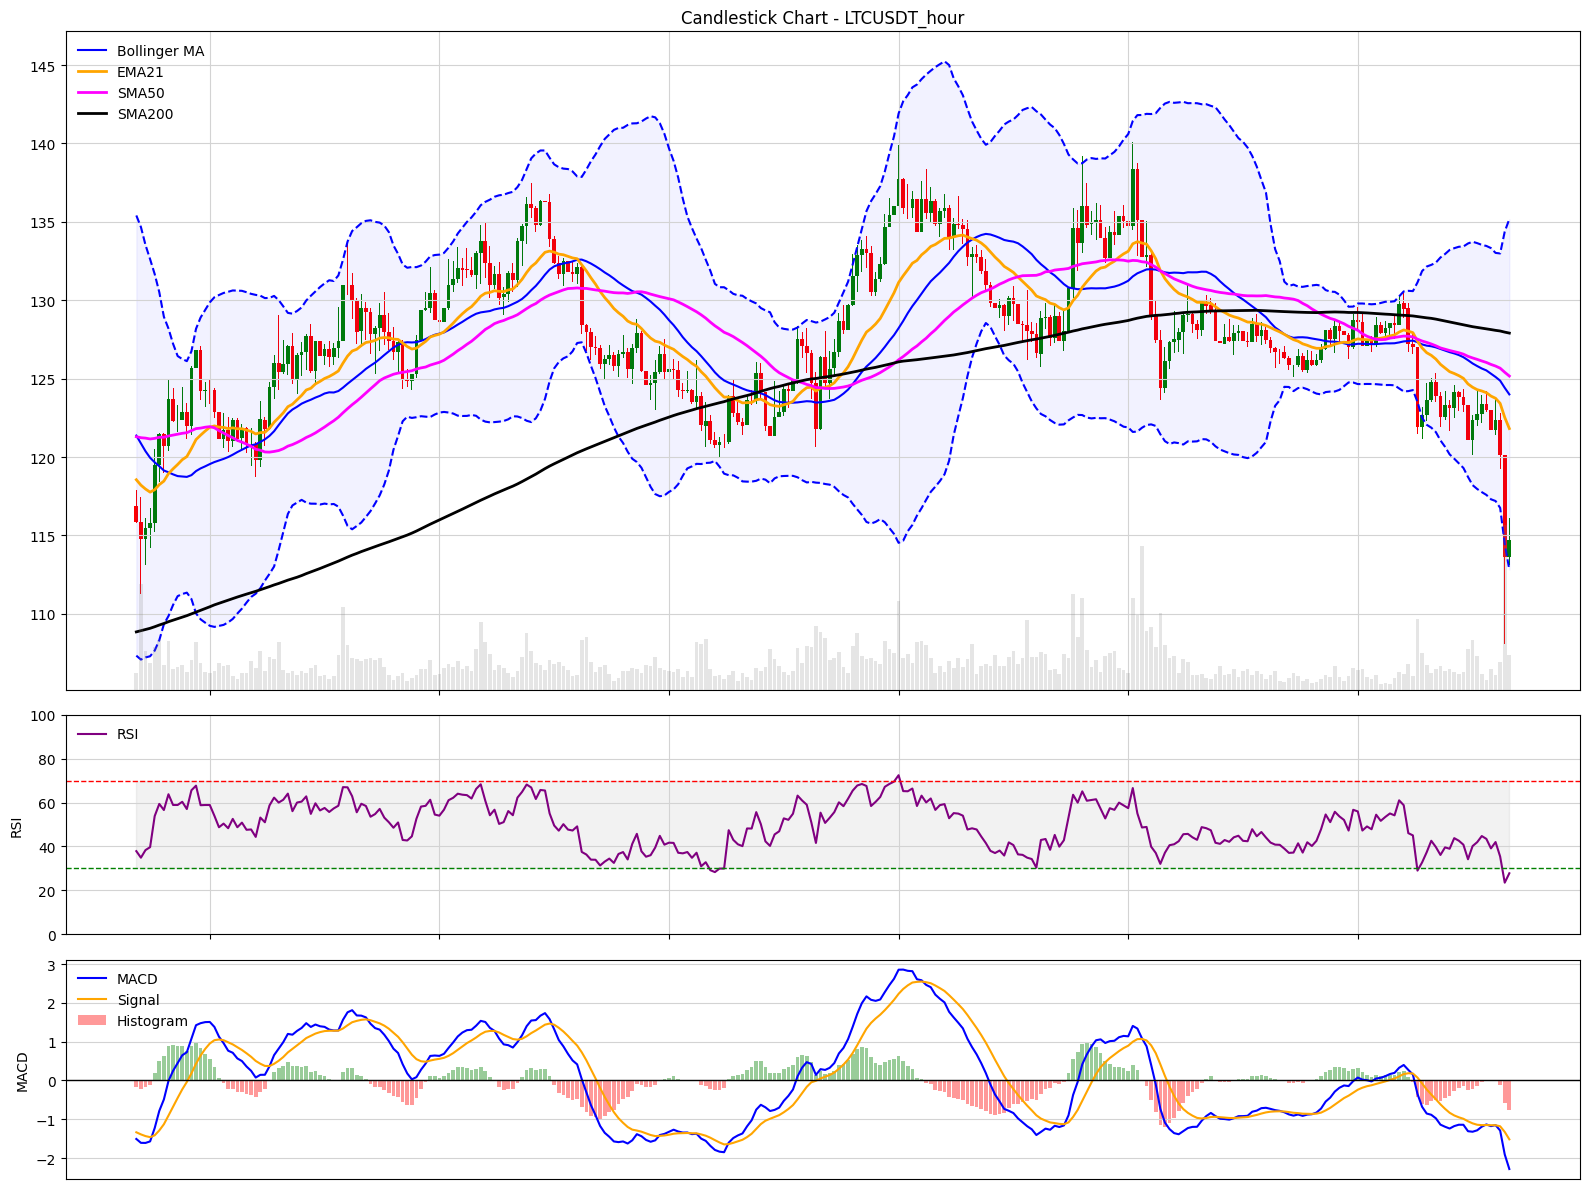 Candlestick Chart - LTCUSDT_hour
Bollinger MA
EMA21
SMA50
SMA200
145
140
135
130
125
120
115
110
RSI
100
80
60
40
20
0
RSI
MACD
Signal
Histogram
3
2
1
0
−1
−2
MACD